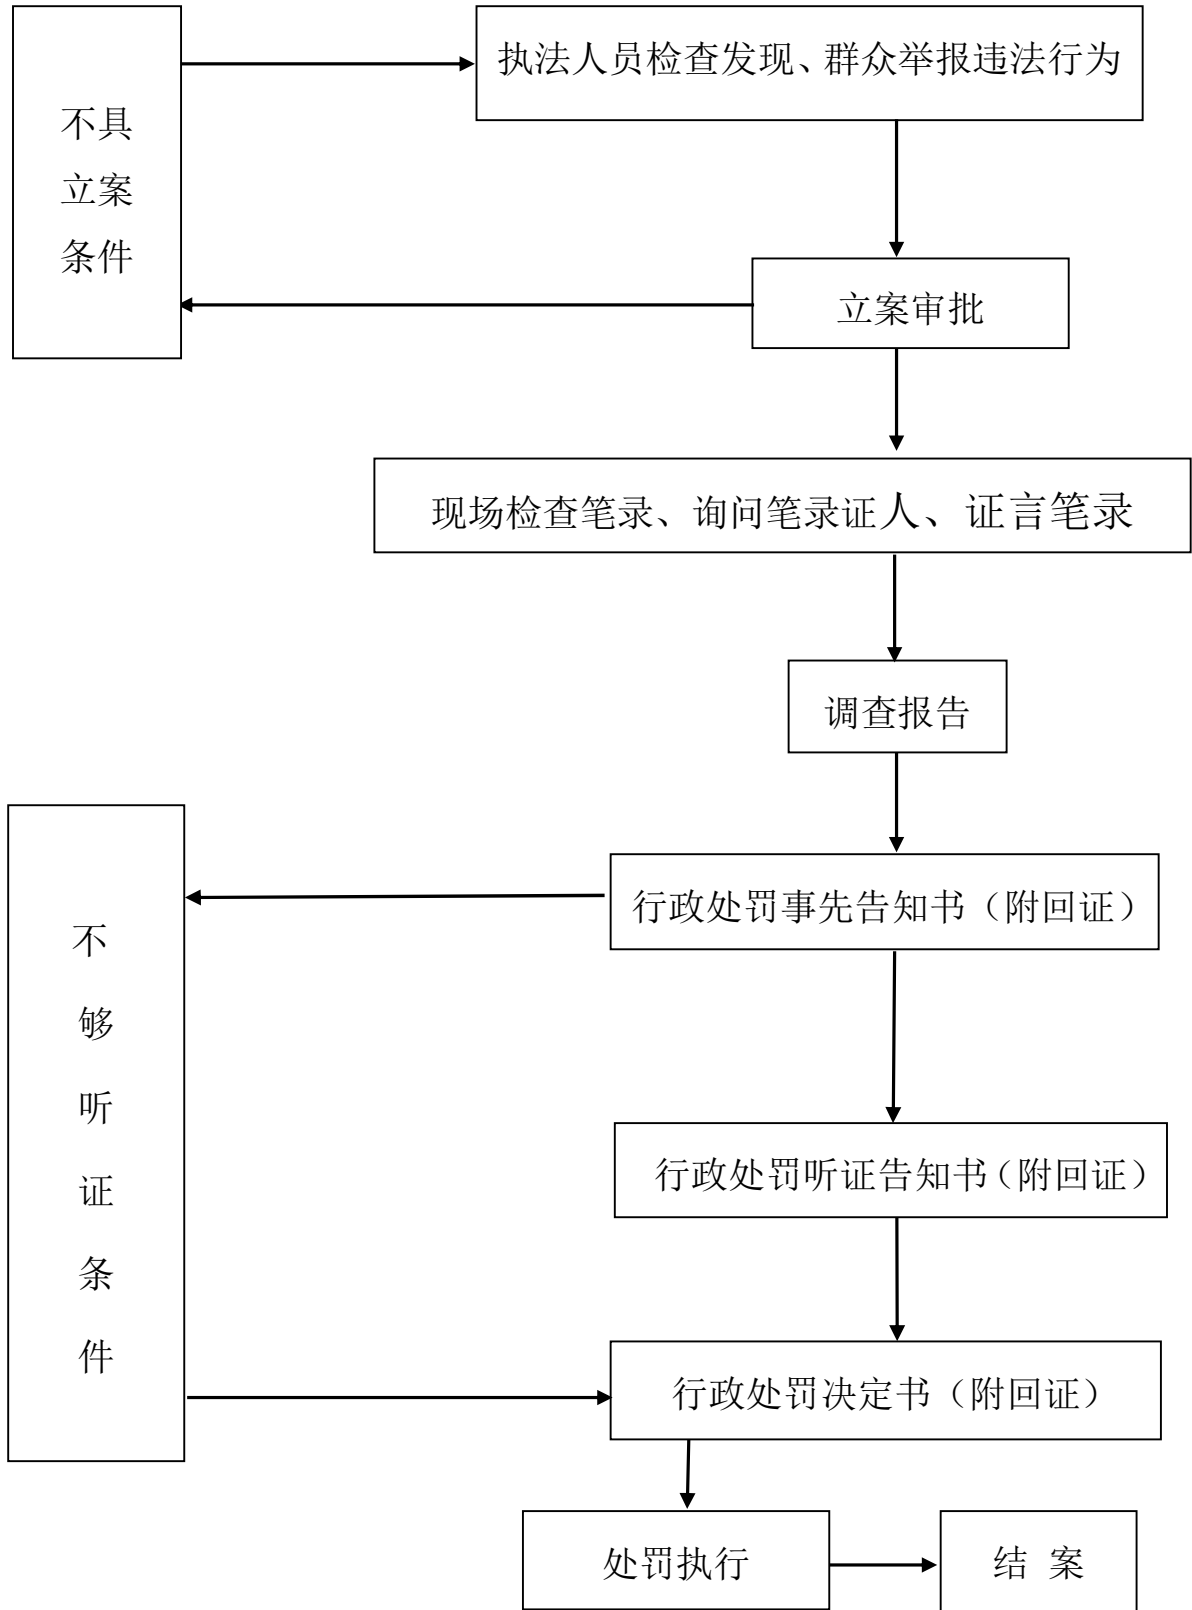 执法人员检查发现、群众举报违法行为
不具
立案
条件
立案审批
现场检查笔录、询问笔录证人、证言笔录
调查报告
行政处罚事先告知书（附回证）
不
够
听
证
条
件
行政处罚听证告知书（附回证）
行政处罚决定书（附回证）
处罚执行
结 案